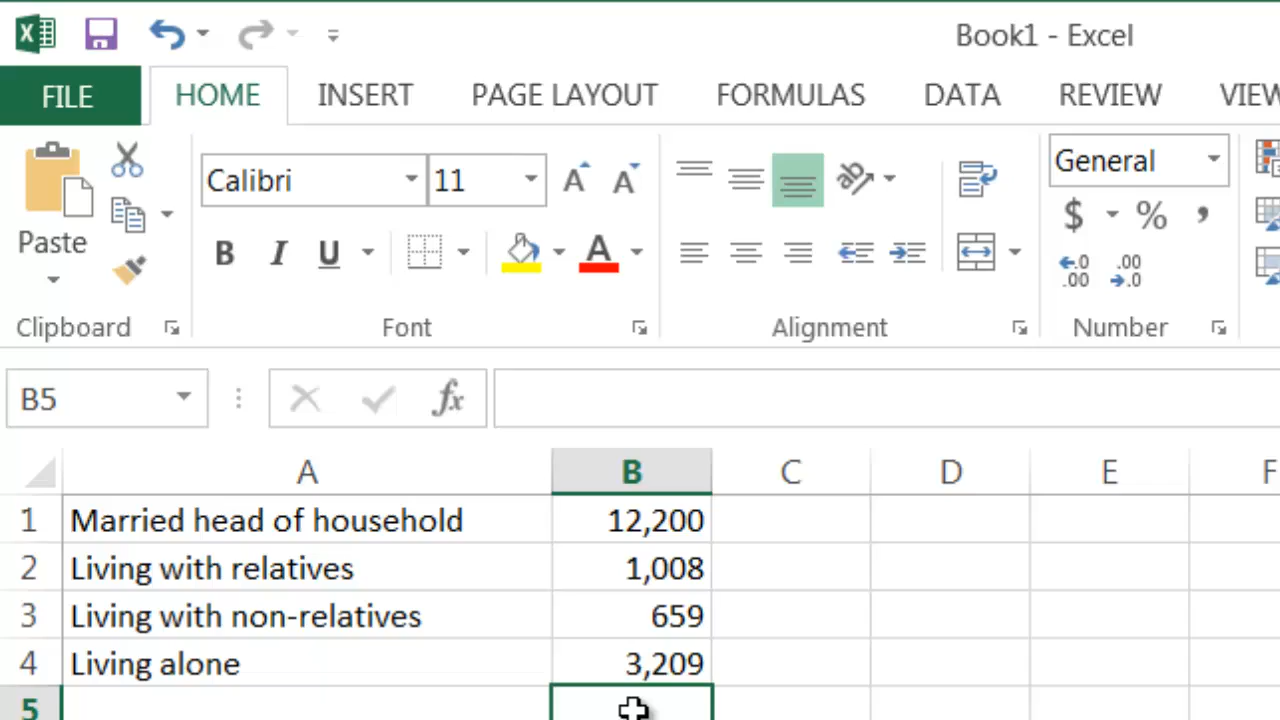 Book1 - Excel
FILE HOME INSERT PAGE LAYOUT FORMULAS DATA REVIEW
Calibri 11 General
Paste B I U A $ %
Clipboard Font Alignment Number
B5 fx
A B C D E F
1 Married head of household 12,200
2 Living with relatives 1,008
3 Living with non-relatives 659
4 Living alone 3,209
5